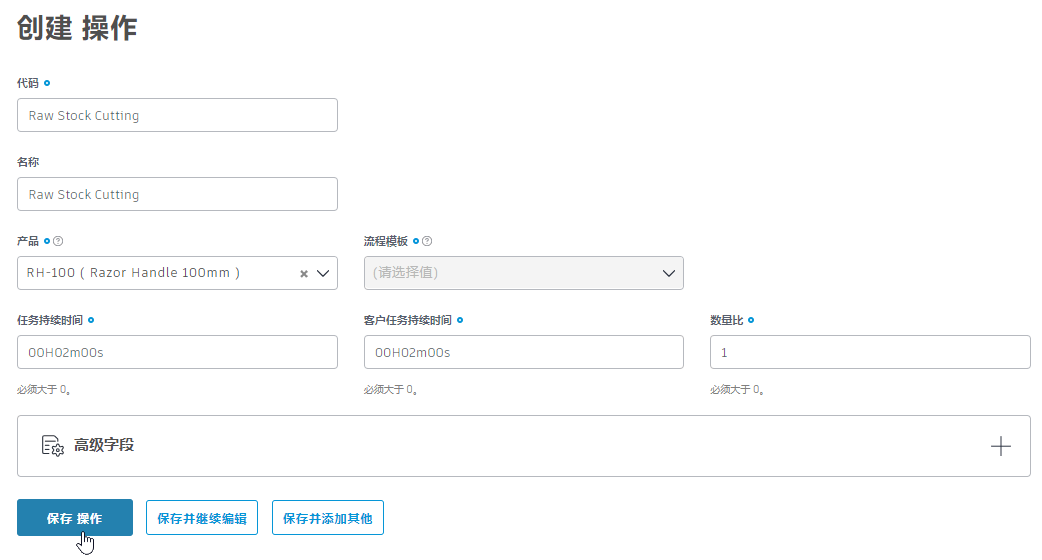 创建 操作
代码
Raw Stock Cutting
名称
Raw Stock Cutting
产品 流程模板
RH-100 ( Razor Handle 100mm ) (请选择值)
任务持续时间 客户任务持续时间 数量比
00H02m00s 00H02m00s 1
必须大于 0。 必须大于 0。 必须大于 0。
高级字段
保存 操作 保存并继续编辑 保存并添加其他